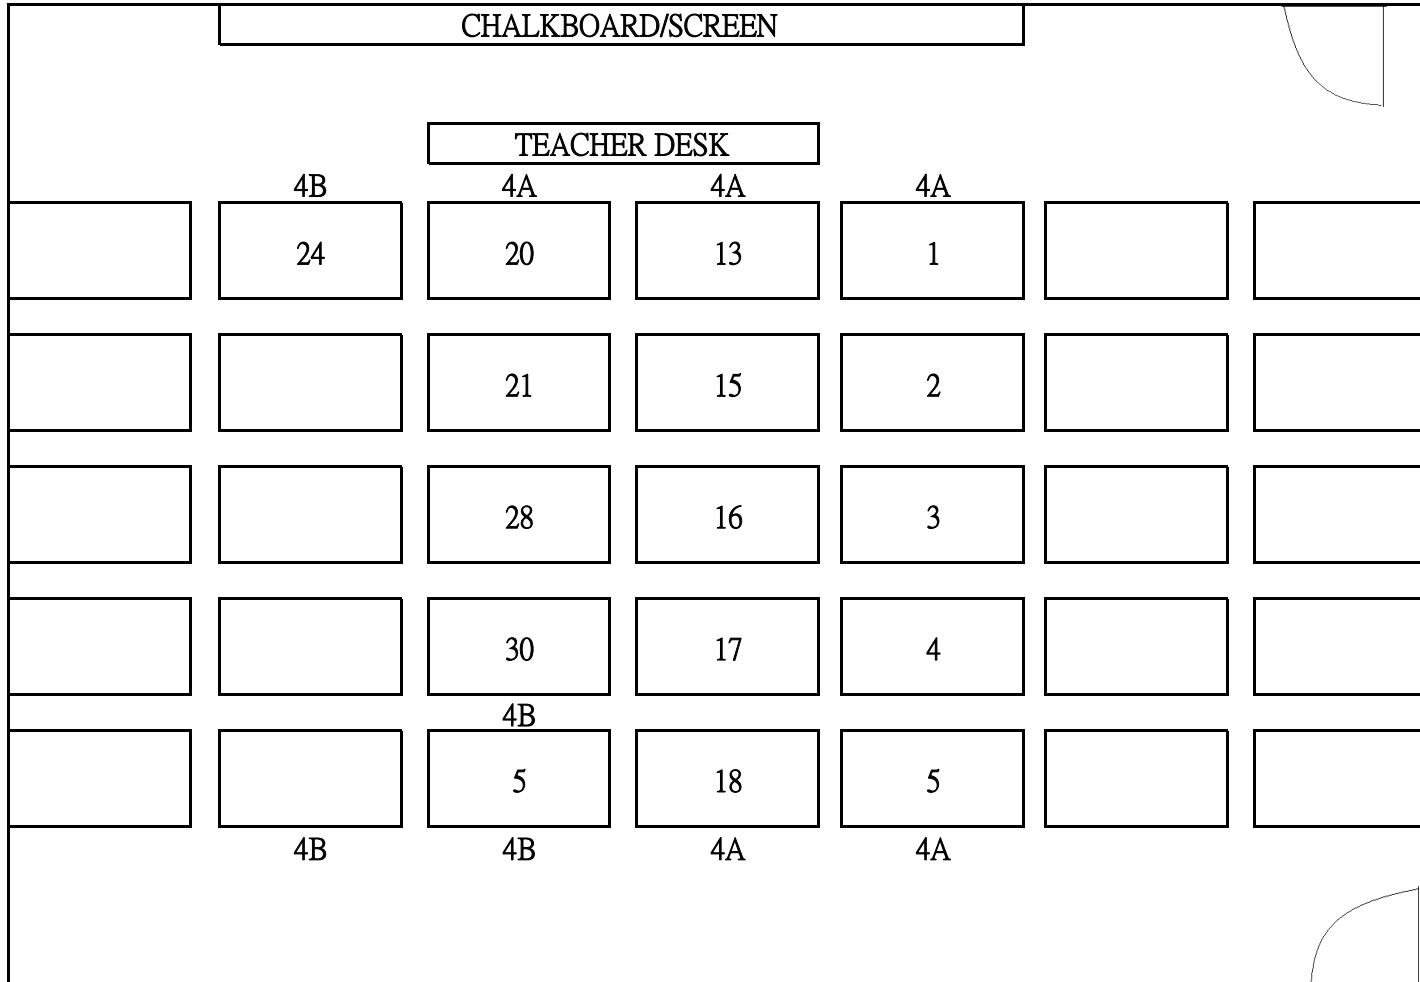 CHALKBOARD/SCREEN
TEACHER DESK
4B 4A 4A 4A
24 20 13 1
21 15 2
28 16 3
30 17 4
4B
5 18 5
4B 4B 4A 4A